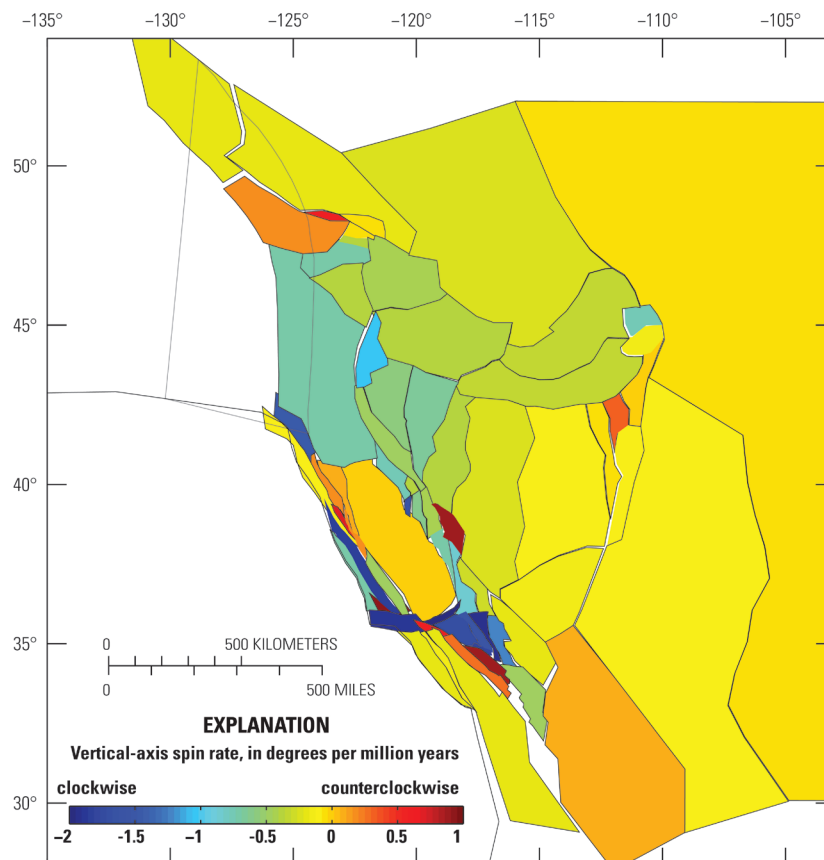 −135° −130° −125° −120° −115° −110° −105°
50°
45°
40°
35°
30°
0 500 KILOMETERS
0 500 MILES
EXPLANATION
Vertical-axis spin rate, in degrees per million years
clockwise counterclockwise
−2 -1.5 −1 −0.5 0 0.5 1